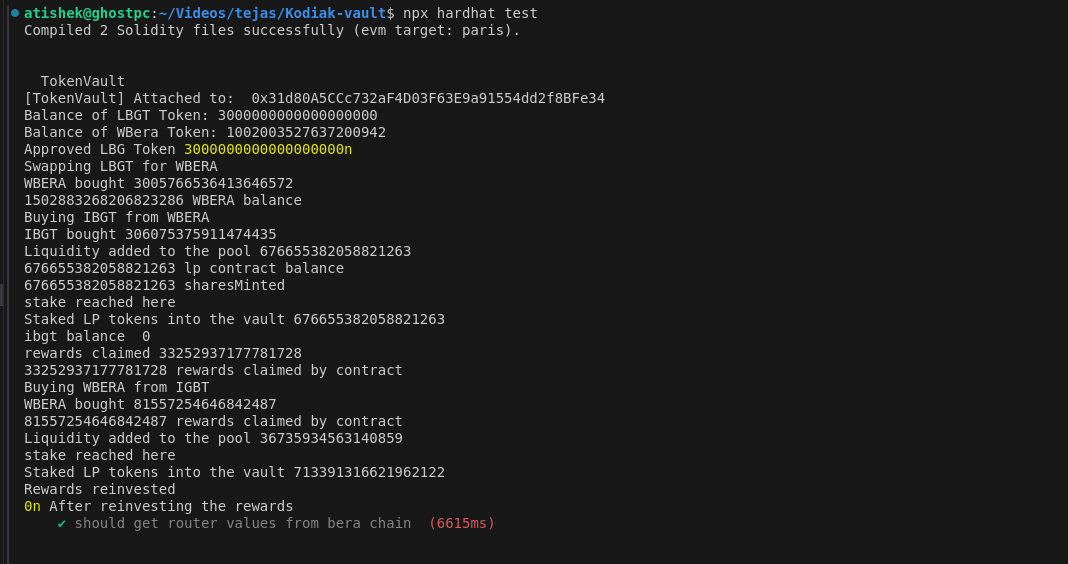 atishek@ghostpc:~/Videos/tejas/Kodiak-vault$ npx hardhat test
Compiled 2 Solidity files successfully (evm target: paris).
TokenVault
[TokenVault] Attached to:  0x31d80A5CCc732aF4D03F63E9a91554dd2f8BFe34
Balance of LBGT Token: 3000000000000000000
Balance of WBera Token: 1002003527637200942
Approved LBG Token 3000000000000000000n
Swapping LBGT for WBERA
WBERA bought 3005766536413646572
1502883268206823286 WBERA balance
Buying IBGT from WBERA
IBGT bought 306075375911474435
Liquidity added to the pool 676655382058821263
676655382058821263 lp contract balance
676655382058821263 sharesMinted
stake reached here
Staked LP tokens into the vault 676655382058821263
ibgt balance  0
rewards claimed 33252937177781728
33252937177781728 rewards claimed by contract
Buying WBERA from IGBT
WBERA bought 81557254646842487
81557254646842487 rewards claimed by contract
Liquidity added to the pool 36735934563140859
stake reached here
Staked LP tokens into the vault 713391316621962122
Rewards reinvested
0n After reinvesting the rewards
✔ should get router values from bera chain  (6615ms)